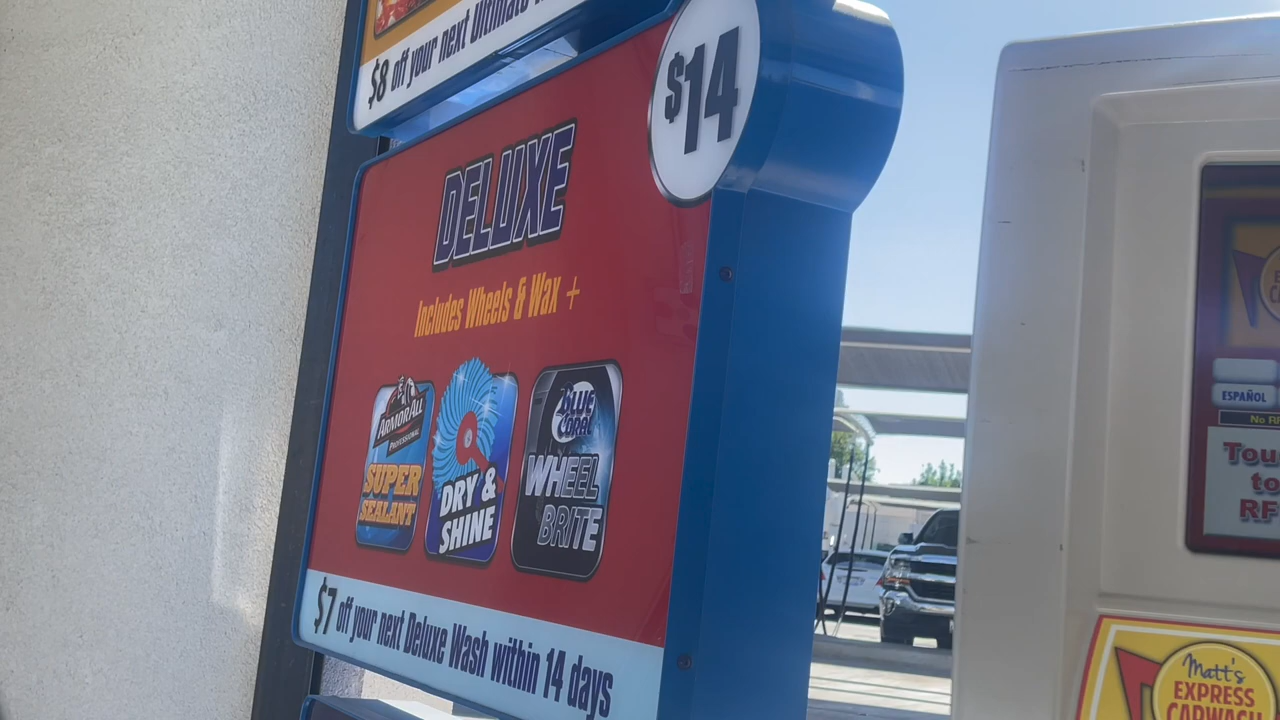 $8 off your next Ultimate
$14
DELUXE
Includes Wheels & Wax +
ARMOR ALL
PROFESSIONAL
SUPER
SEALANT
DRY &
SHINE
BLUE
CORAL
WHEEL
BRITE
$7 off your next Deluxe Wash within 14 days
ESPAÑOL
No
to
RF
Matt's
EXPRESS
CARWASH